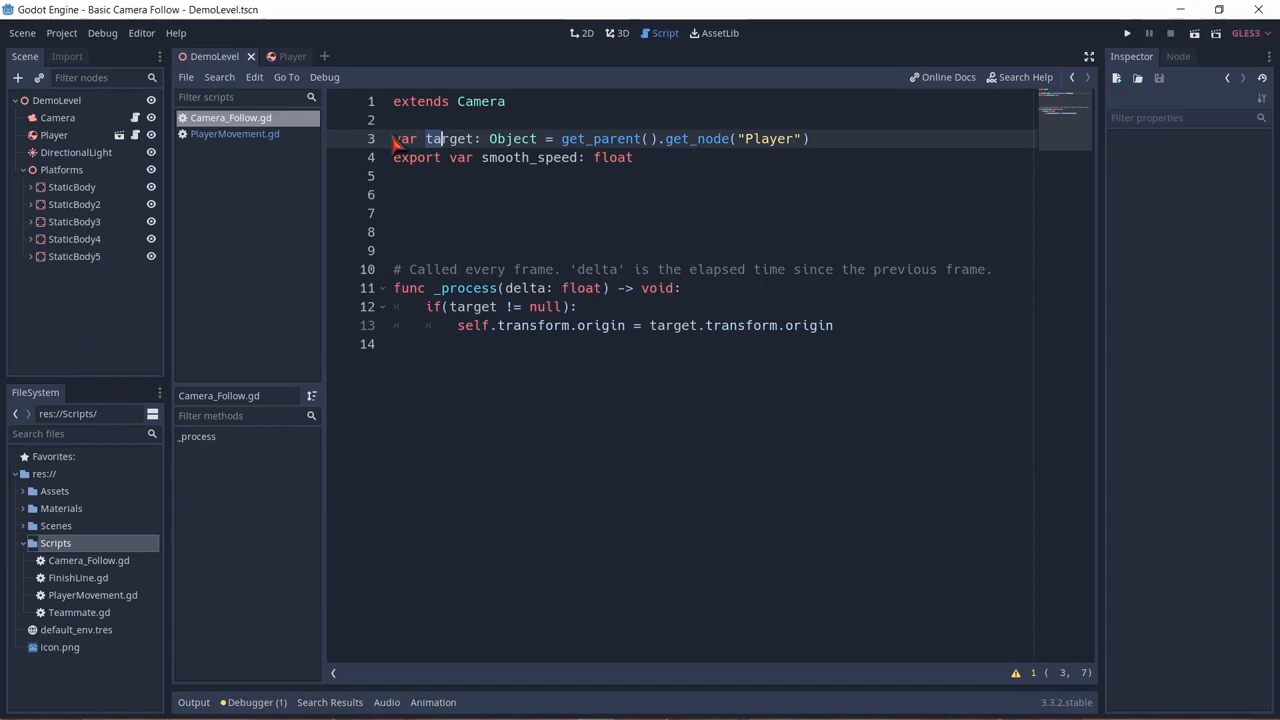 Godot Engine - Basic Camera Follow - DemoLevel.tscn
Scene Project Debug Editor Help
2D 3D Script AssetLib
GLES3
Scene Import
Filter nodes
DemoLevel
Camera
Player
DirectionalLight
Platforms
StaticBody
StaticBody2
StaticBody3
StaticBody4
StaticBody5
FileSystem
res://Scripts/
Search files
Favorites:
res://
Assets
Materials
Scenes
Scripts
Camera_Follow.gd
FinishLine.gd
PlayerMovement.gd
Teammate.gd
default_env.tres
icon.png
DemoLevel Player
File Search Edit Go To Debug
Online Docs Search Help
Filter scripts
Camera_Follow.gd
PlayerMovement.gd
Camera_Follow.gd
Filter methods
_process
1 extends Camera
2
3 var target: Object = get_parent().get_node("Player")
4 export var smooth_speed: float
5
6
7
8
9
10 # Called every frame. 'delta' is the elapsed time since the previous frame.
11 func _process(delta: float) -> void:
12 if(target != null):
13 self.transform.origin = target.transform.origin
14
1 ( 3, 7)
Output Debugger (1) Search Results Audio Animation
3.3.2.stable
Inspector Node
Filter properties